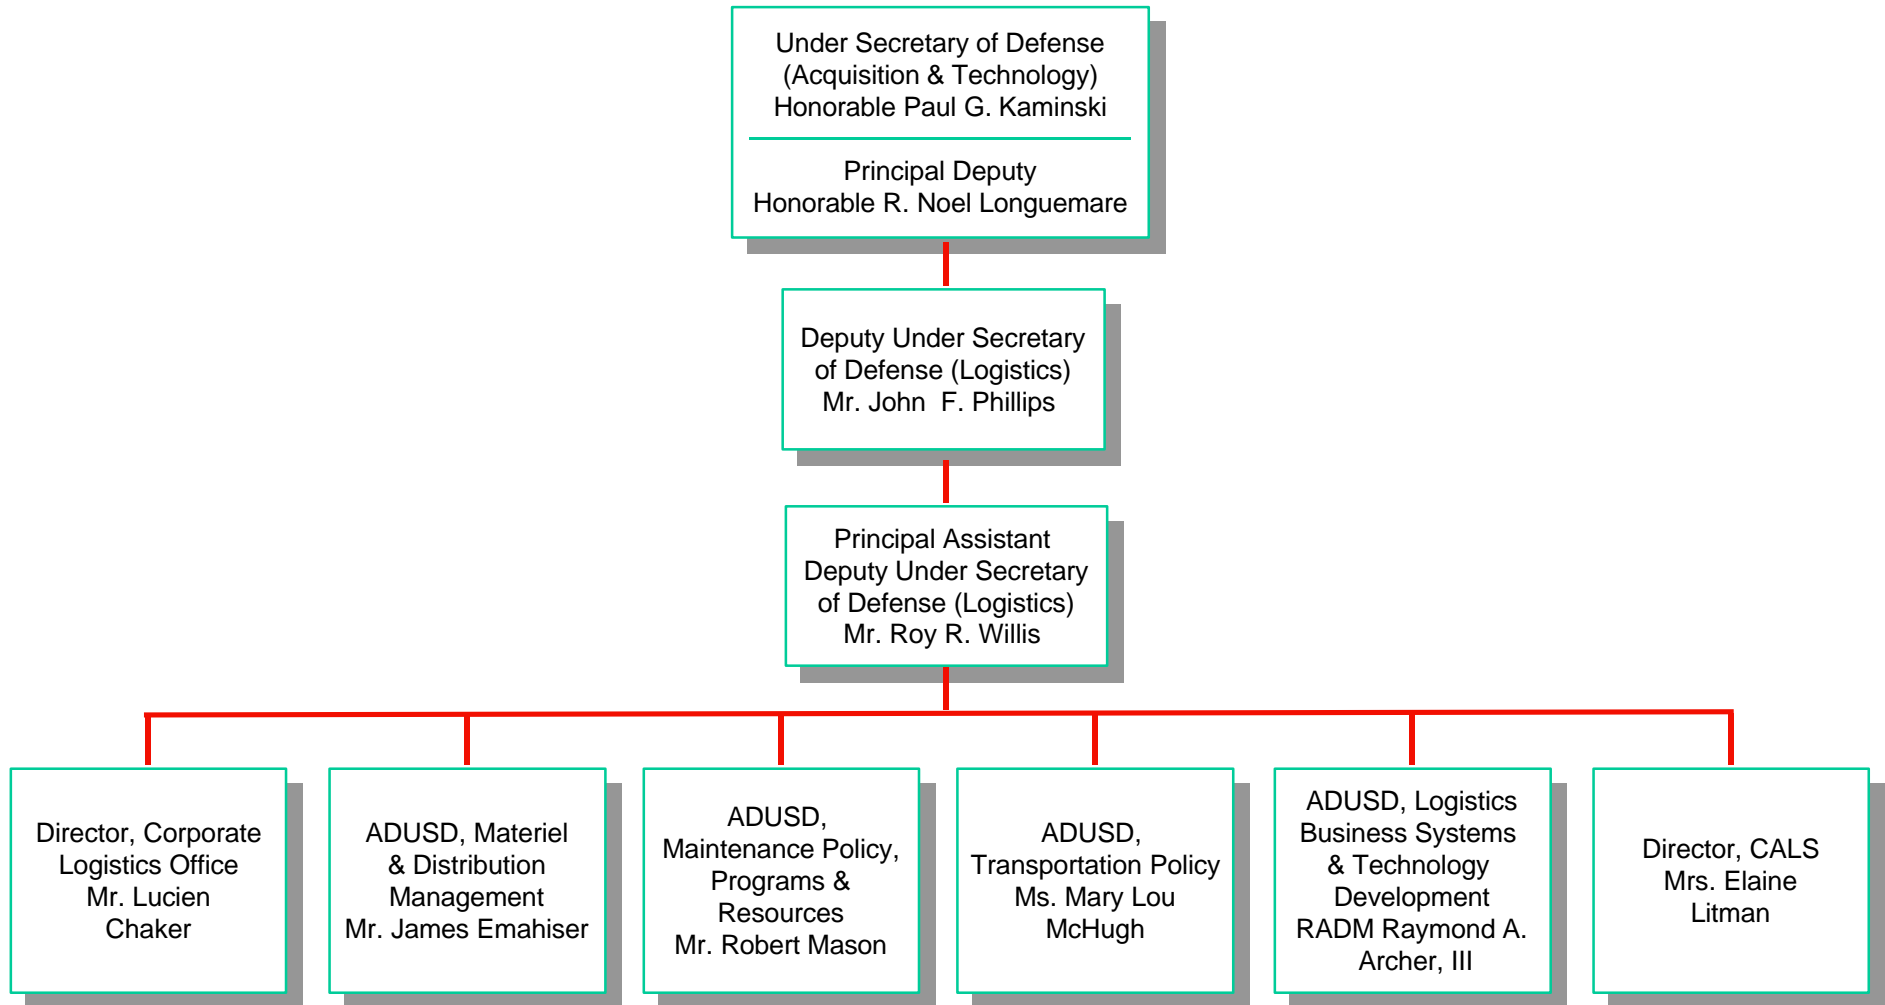 Under Secretary of Defense
(Acquisition & Technology)
Honorable Paul G. Kaminski
Principal Deputy
Honorable R. Noel Longuemare
Deputy Under Secretary
of Defense (Logistics)
Mr. John  F. Phillips
Principal Assistant
Deputy Under Secretary
of Defense (Logistics)
Mr. Roy R. Willis
Director, Corporate
Logistics Office
Mr. Lucien
Chaker
ADUSD, Materiel
& Distribution
Management
Mr. James Emahiser
ADUSD,
Maintenance Policy,
Programs &
Resources
Mr. Robert Mason
ADUSD,
Transportation Policy
Ms. Mary Lou
McHugh
ADUSD, Logistics
Business Systems
& Technology
Development
RADM Raymond A.
Archer, III
Director, CALS
Mrs. Elaine
Litman